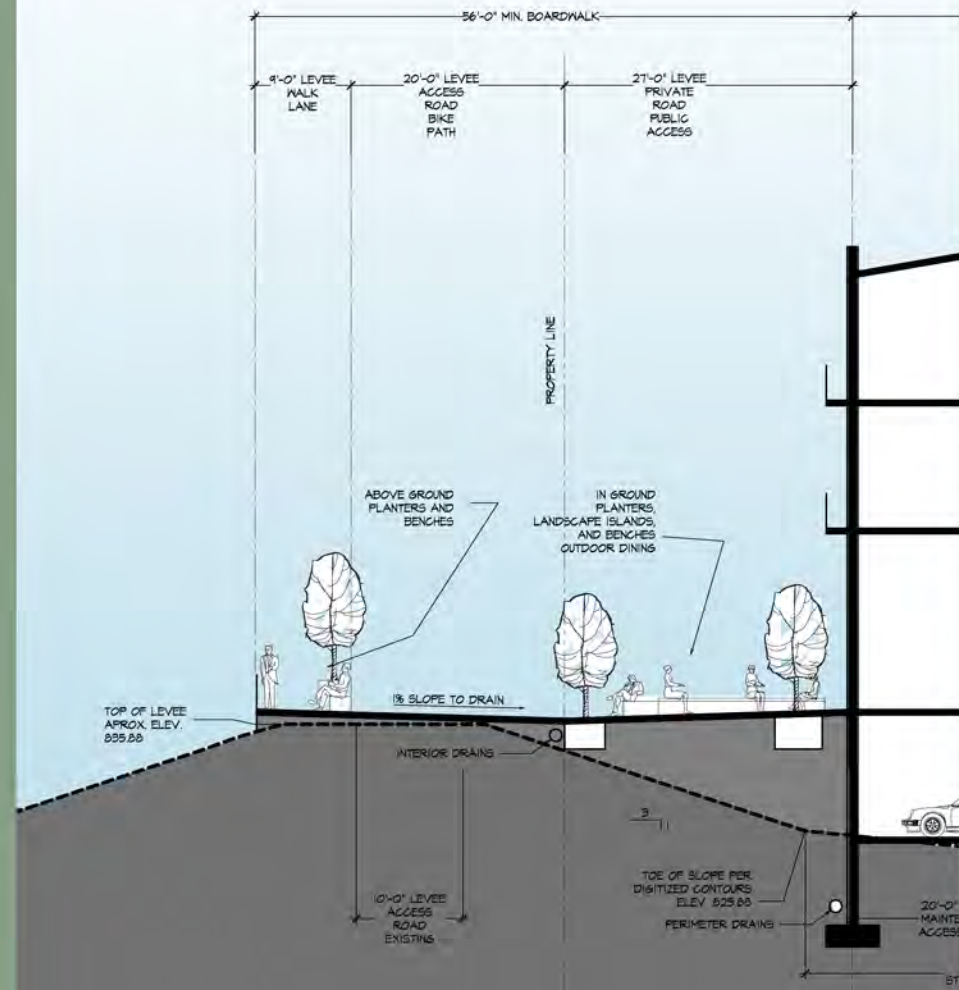 56'-0" MIN. BOARDWALK
9'-0" LEVEE
WALK
LANE
20'-0" LEVEE
ACCESS
ROAD
BIKE
PATH
27'-0" LEVEE
PRIVATE
ROAD
PUBLIC
ACCESS
PROPERTY LINE
ABOVE GROUND
PLANTERS AND
BENCHES
IN GROUND
PLANTERS,
LANDSCAPE ISLANDS,
AND BENCHES
OUTDOOR DINING
1% SLOPE TO DRAIN
TOP OF LEVEE
APROX. ELEV.
835.88
INTERIOR DRAINS
3
1
TOE OF SLOPE PER
DIGITIZED CONTOURS
ELEV 825.88
PERIMETER DRAINS
10'-0" LEVEE
ACCESS
ROAD
EXISTING
20'-0"
MAINTE
ACCESS
ST